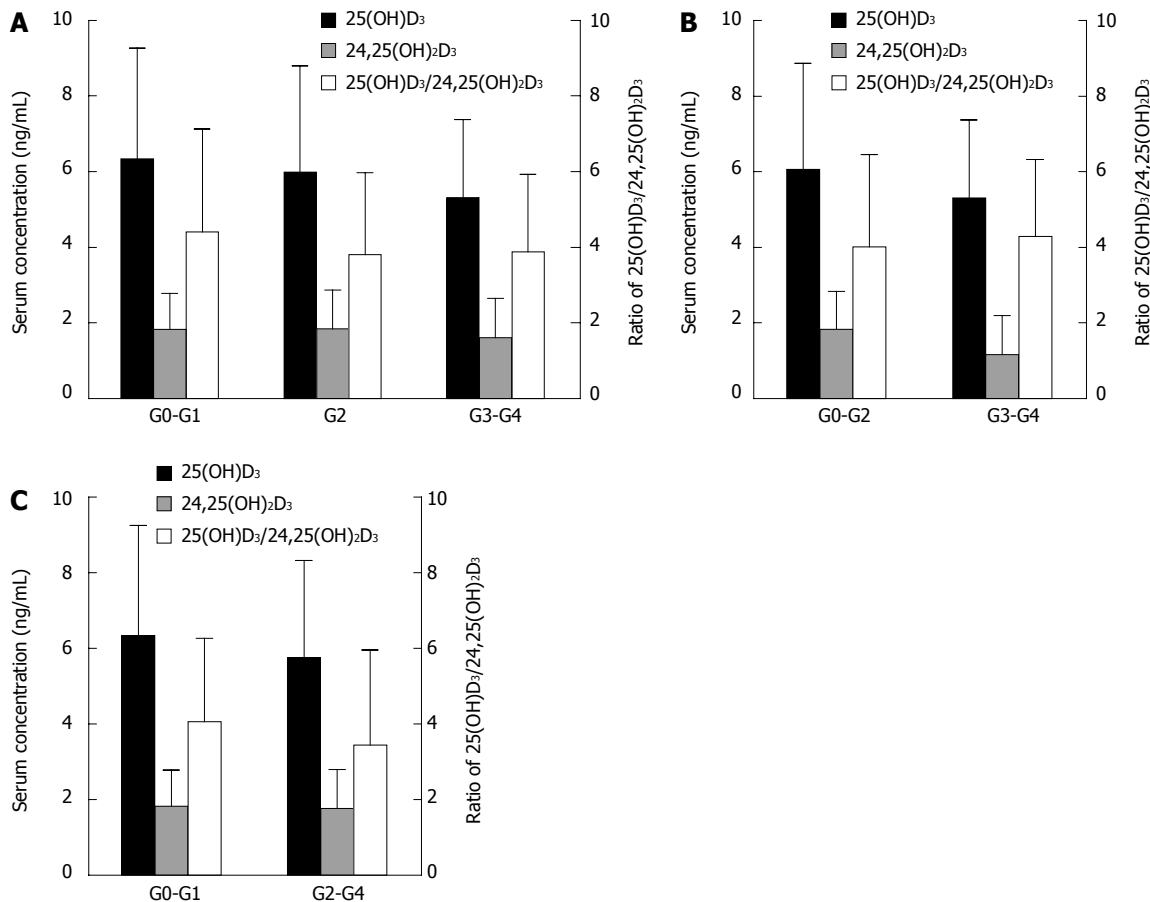 A
25(OH)D₃
24,25(OH)₂D₃
25(OH)D₃/24,25(OH)₂D₃
Serum concentration (ng/mL)
10
8
6
4
2
0
G0-G1
G2
G3-G4
10
8
6
4
2
0
Ratio of 25(OH)D₃/24,25(OH)₂D₃
B
25(OH)D₃
24,25(OH)₂D₃
25(OH)D₃/24,25(OH)₂D₃
Serum concentration (ng/mL)
10
8
6
4
2
0
G0-G2
G3-G4
10
8
6
4
2
0
Ratio of 25(OH)D₃/24,25(OH)₂D₃
C
25(OH)D₃
24,25(OH)₂D₃
25(OH)D₃/24,25(OH)₂D₃
Serum concentration (ng/mL)
10
8
6
4
2
0
G0-G1
G2-G4
10
8
6
4
2
0
Ratio of 25(OH)D₃/24,25(OH)₂D₃